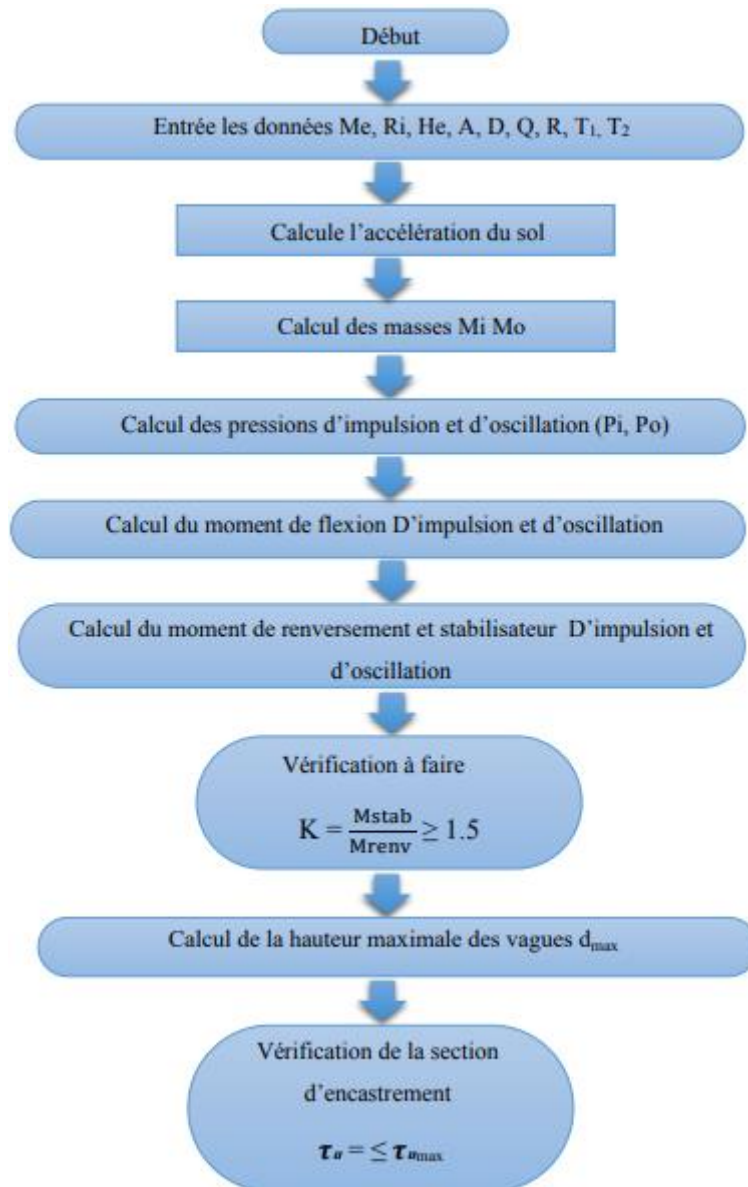 Début
Entrée les données Me, Ri, He, A, D, Q, R, T₁, T₂
Calcule l’accélération du sol
Calcul des masses Mi Mo
Calcul des pressions d’impulsion et d’oscillation (Pi, Po)
Calcul du moment de flexion D’impulsion et d’oscillation
Calcul du moment de renversement et stabilisateur D’impulsion et
d’oscillation
Vérification à faire
K = Mstab/Mrenv ≥ 1.5
Calcul de la hauteur maximale des vagues dmax
Vérification de la section
d’encastrement
τu = ≤ τumax